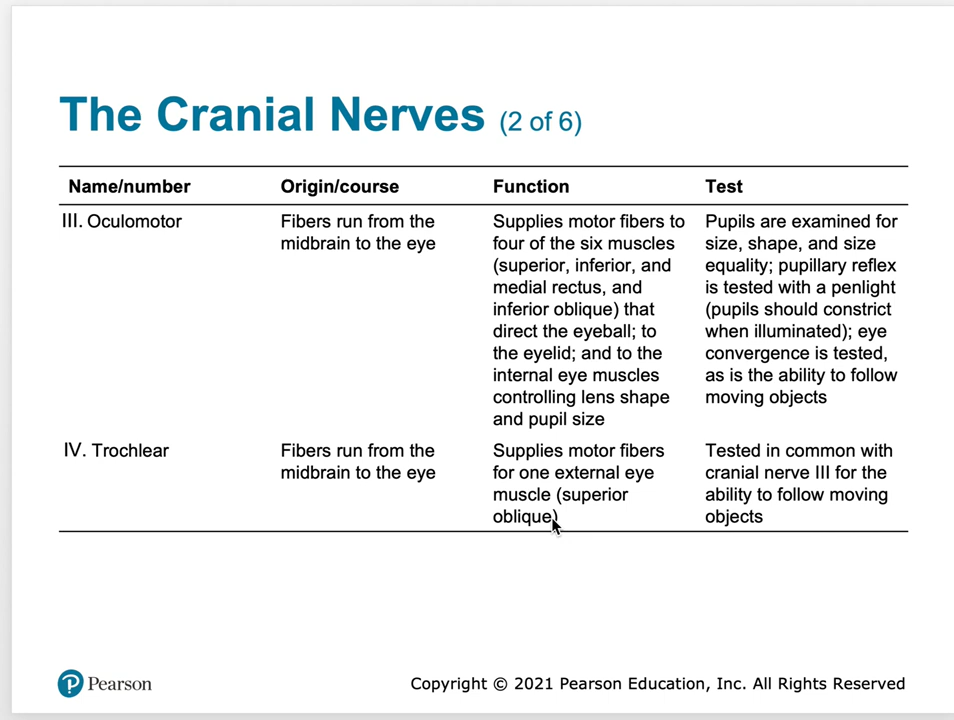 The Cranial Nerves (2 of 6)
Name/number Origin/course Function Test
III. Oculomotor
Fibers run from the
midbrain to the eye
Supplies motor fibers to
four of the six muscles
(superior, inferior, and
medial rectus, and
inferior oblique) that
direct the eyeball; to
the eyelid; and to the
internal eye muscles
controlling lens shape
and pupil size
Pupils are examined for
size, shape, and size
equality; pupillary reflex
is tested with a penlight
(pupils should constrict
when illuminated); eye
convergence is tested,
as is the ability to follow
moving objects
IV. Trochlear
Fibers run from the
midbrain to the eye
Supplies motor fibers
for one external eye
muscle (superior
oblique)
Tested in common with
cranial nerve III for the
ability to follow moving
objects
Pearson
Copyright © 2021 Pearson Education, Inc. All Rights Reserved